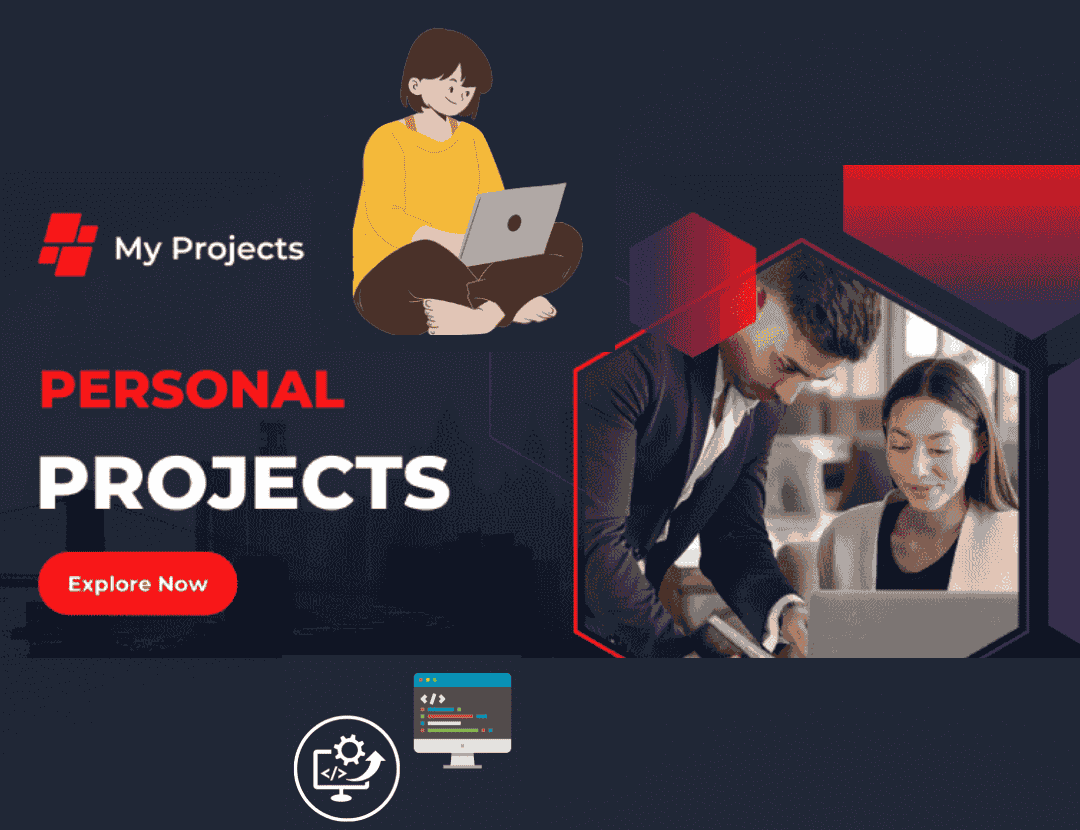 My Projects
PERSONAL
PROJECTS
Explore Now
</>
</>